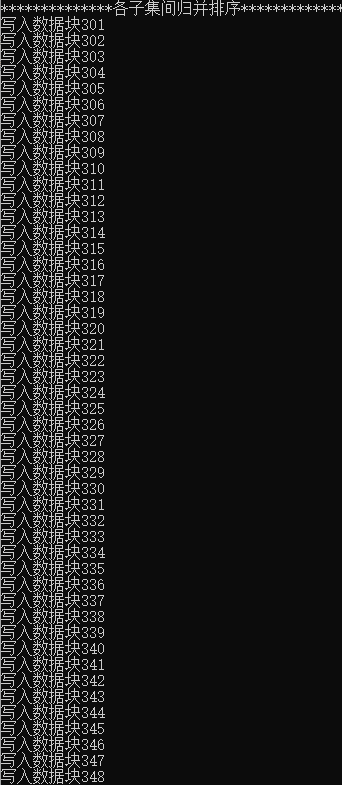 **************各子集间归并排序*************
写入数据块301
写入数据块302
写入数据块303
写入数据块304
写入数据块305
写入数据块306
写入数据块307
写入数据块308
写入数据块309
写入数据块310
写入数据块311
写入数据块312
写入数据块313
写入数据块314
写入数据块315
写入数据块316
写入数据块317
写入数据块318
写入数据块319
写入数据块320
写入数据块321
写入数据块322
写入数据块323
写入数据块324
写入数据块325
写入数据块326
写入数据块327
写入数据块328
写入数据块329
写入数据块330
写入数据块331
写入数据块332
写入数据块333
写入数据块334
写入数据块335
写入数据块336
写入数据块337
写入数据块338
写入数据块339
写入数据块340
写入数据块341
写入数据块342
写入数据块343
写入数据块344
写入数据块345
写入数据块346
写入数据块347
写入数据块348